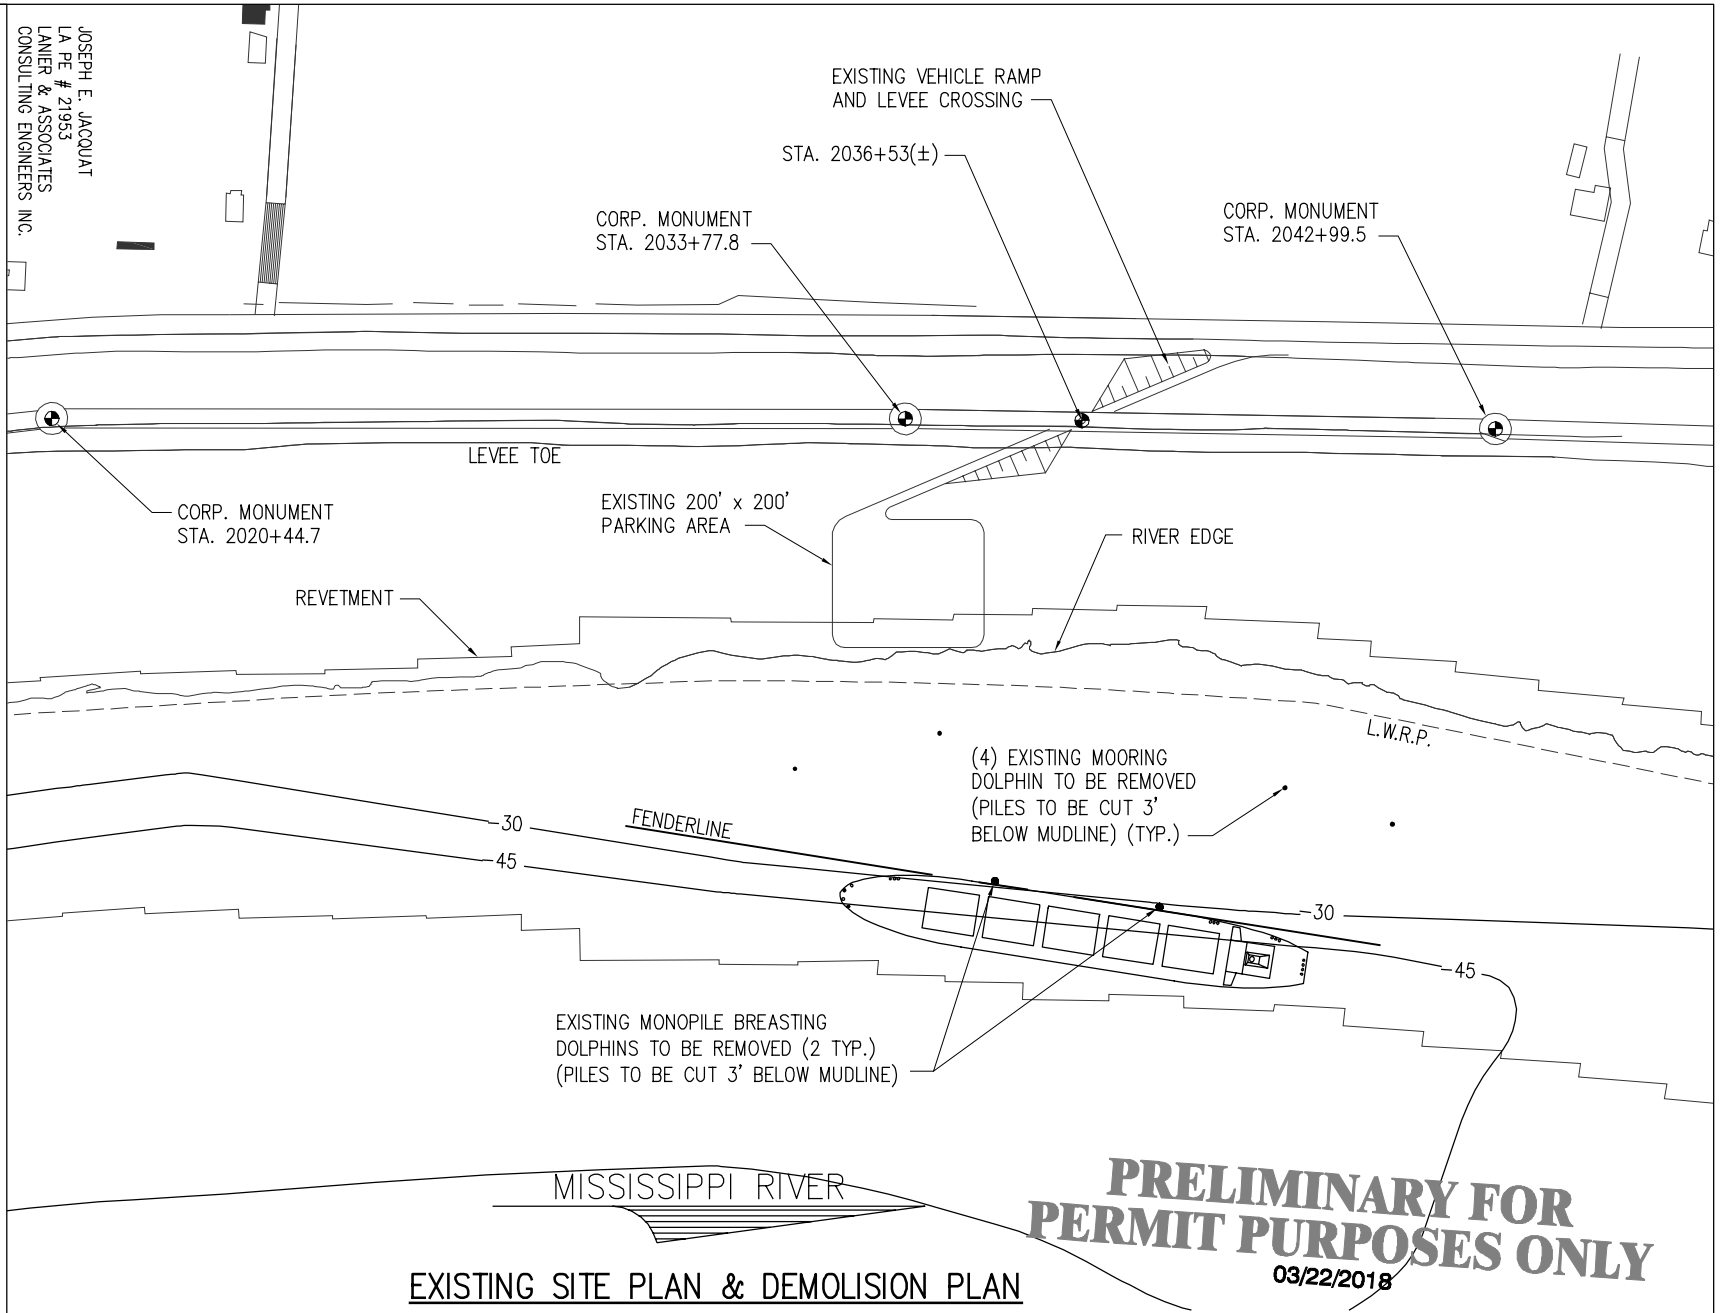 JOSEPH E. JACQUAT
LA PE # 21953
LANIER & ASSOCIATES
CONSULTING ENGINEERS INC.
EXISTING VEHICLE RAMP
AND LEVEE CROSSING
STA. 2036+53(±)
CORP. MONUMENT
STA. 2033+77.8
CORP. MONUMENT
STA. 2042+99.5
LEVEE TOE
CORP. MONUMENT
STA. 2020+44.7
EXISTING 200' x 200'
PARKING AREA
RIVER EDGE
REVETMENT
L.W.R.P.
(4) EXISTING MOORING
DOLPHIN TO BE REMOVED
(PILES TO BE CUT 3'
BELOW MUDLINE) (TYP.)
FENDERLINE
-30
-45
-30
-45
EXISTING MONOPILE BREASTING
DOLPHINS TO BE REMOVED (2 TYP.)
(PILES TO BE CUT 3' BELOW MUDLINE)
MISSISSIPPI RIVER
PRELIMINARY FOR
PERMIT PURPOSES ONLY
03/22/2018
EXISTING SITE PLAN & DEMOLISION PLAN